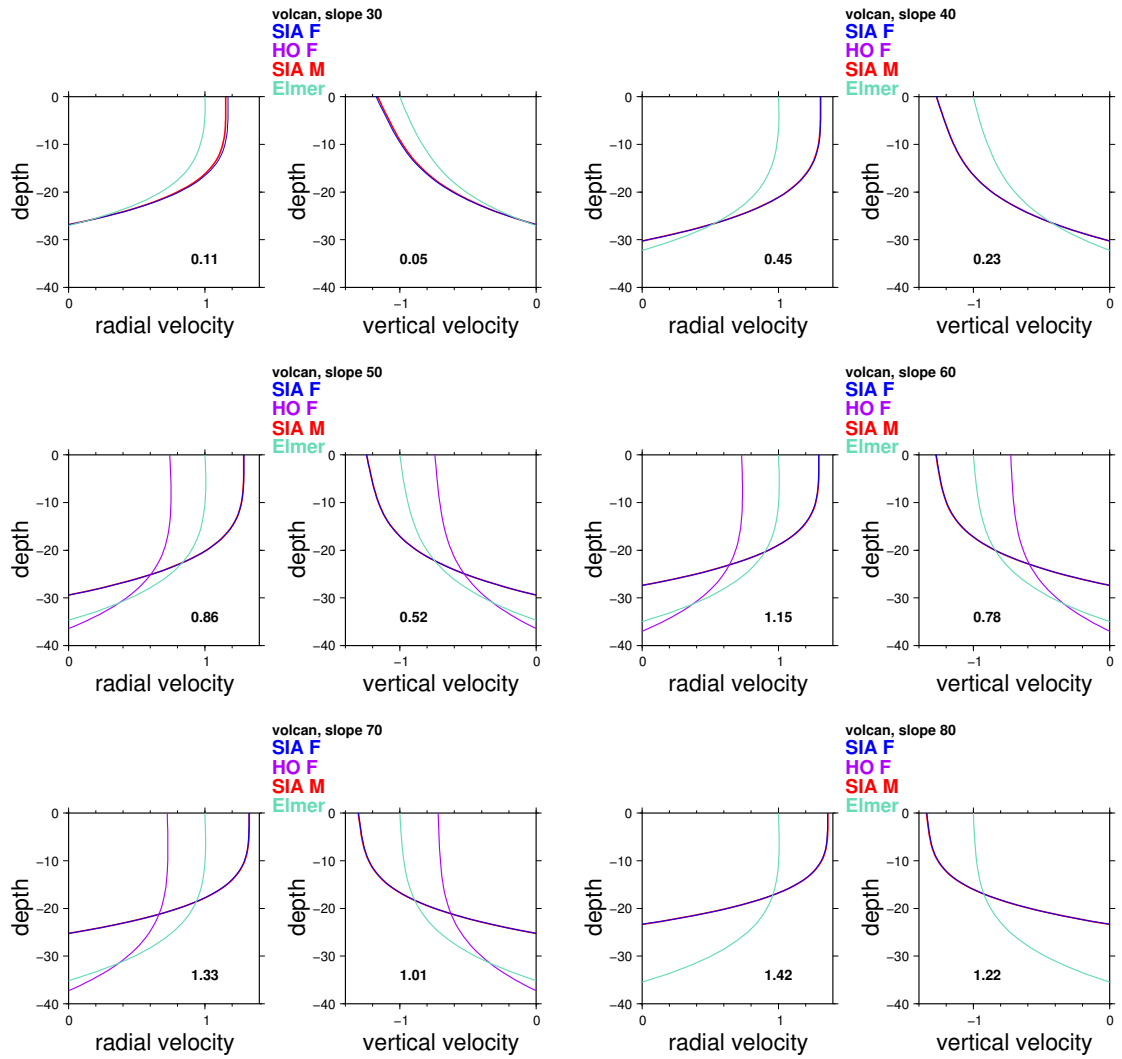 volcan, slope 30
SIA F
HO F
SIA M
Elmer
0
−10
−20
−30
−40
depth
0 1
radial velocity
0.11
0
−10
−20
−30
−40
depth
−1 0
vertical velocity
0.05
volcan, slope 40
SIA F
HO F
SIA M
Elmer
0
−10
−20
−30
−40
depth
0 1
radial velocity
0.45
0
−10
−20
−30
−40
depth
−1 0
vertical velocity
0.23
volcan, slope 50
SIA F
HO F
SIA M
Elmer
0
−10
−20
−30
−40
depth
0 1
radial velocity
0.86
0
−10
−20
−30
−40
depth
−1 0
vertical velocity
0.52
volcan, slope 60
SIA F
HO F
SIA M
Elmer
0
−10
−20
−30
−40
depth
0 1
radial velocity
1.15
0
−10
−20
−30
−40
depth
−1 0
vertical velocity
0.78
volcan, slope 70
SIA F
HO F
SIA M
Elmer
0
−10
−20
−30
−40
depth
0 1
radial velocity
1.33
0
−10
−20
−30
−40
depth
−1 0
vertical velocity
1.01
volcan, slope 80
SIA F
HO F
SIA M
Elmer
0
−10
−20
−30
−40
depth
0 1
radial velocity
1.42
0
−10
−20
−30
−40
depth
−1 0
vertical velocity
1.22